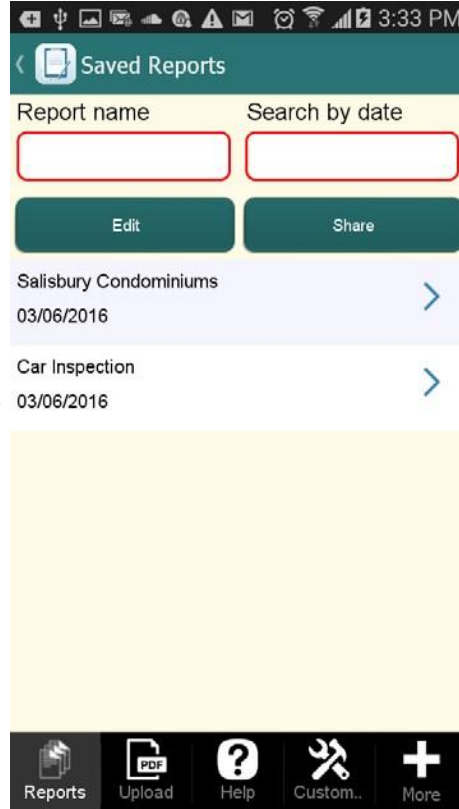 3:33 PM
Saved Reports
Report name Search by date
Edit Share
Salisbury Condominiums
03/06/2016
Car Inspection
03/06/2016
PDF
Reports Upload Help Custom.. More